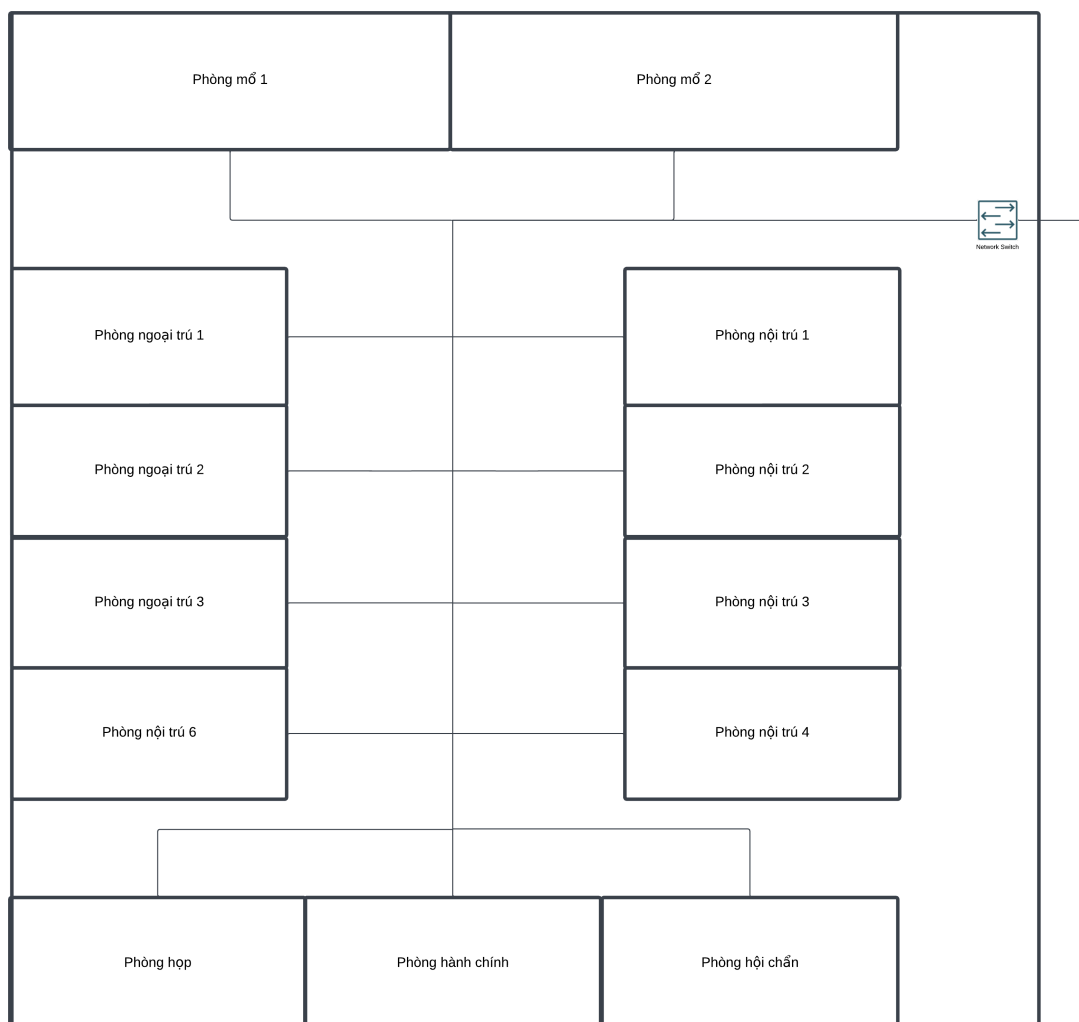 Phòng mổ 1
Phòng mổ 2
Network Switch
Phòng ngoại trú 1
Phòng nội trú 1
Phòng ngoại trú 2
Phòng nội trú 2
Phòng ngoại trú 3
Phòng nội trú 3
Phòng nội trú 6
Phòng nội trú 4
Phòng họp
Phòng hành chính
Phòng hội chẩn